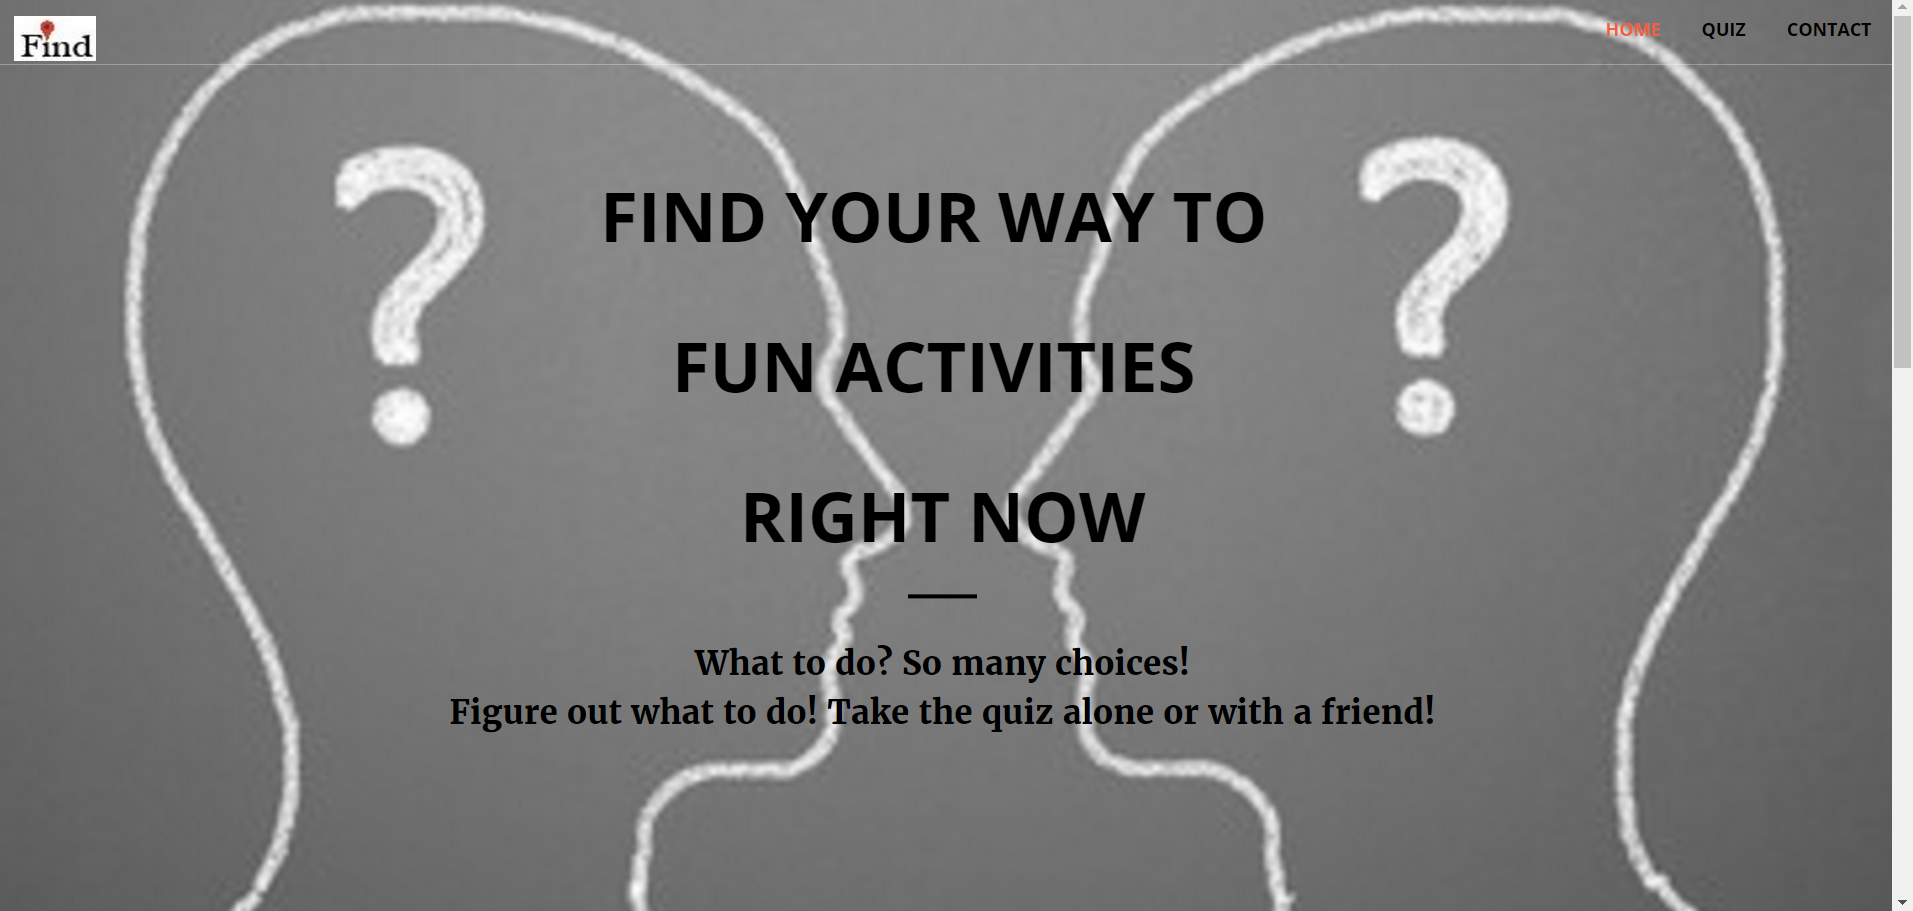 Find
HOME QUIZ CONTACT
?
?
FIND YOUR WAY TO
FUN ACTIVITIES
RIGHT NOW
What to do? So many choices!
Figure out what to do! Take the quiz alone or with a friend!